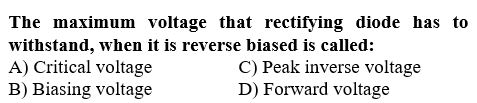 The maximum voltage that rectifying diode has to
withstand, when it is reverse biased is called:
A) Critical voltage C) Peak inverse voltage
B) Biasing voltage D) Forward voltage